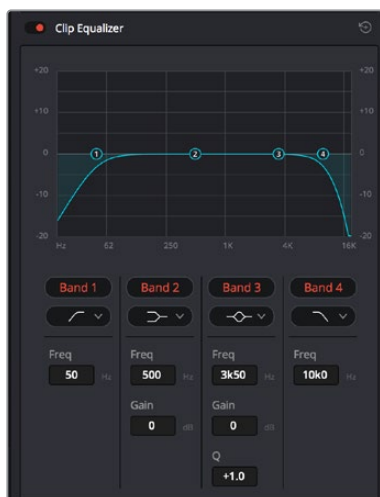 Clip Equalizer
+20 +20
+10 +10
0 0
-10 -10
-20 -20
Hz 62 250 1K 4K 16K
1 2 3 4
Band 1 Band 2 Band 3 Band 4
Freq Freq Freq Freq
50 Hz 500 Hz 3k50 Hz 10k0 Hz
Gain Gain
0 dB 0 dB
Q
+1.0